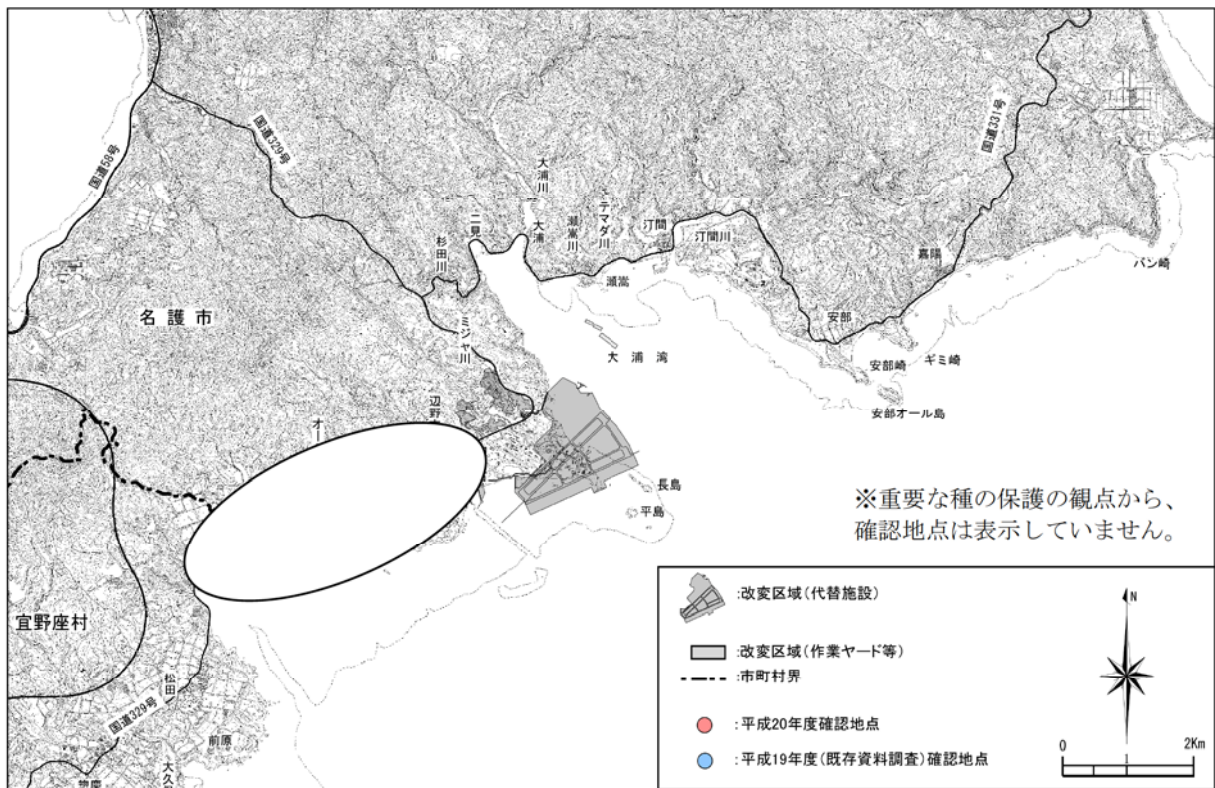 国道58号
国道329号
大浦川
国道331号
大浦
二見
瀬嵩川
テマダ川
汀間
汀間川
杉田川
嘉陽
バン崎
瀬嵩
名護市
ミジャ川
大浦湾
安部
安部崎
ギミ崎
安部オール島
辺野
オー
長島
平島
※重要な種の保護の観点から、
確認地点は表示していません。
宜野座村
松田
国道329号
前原
大久
惣慶
:改変区域(代替施設)
:改変区域(作業ヤード等)
:市町村界
:平成20年度確認地点
:平成19年度(既存資料調査)確認地点
N
0
1
2Km